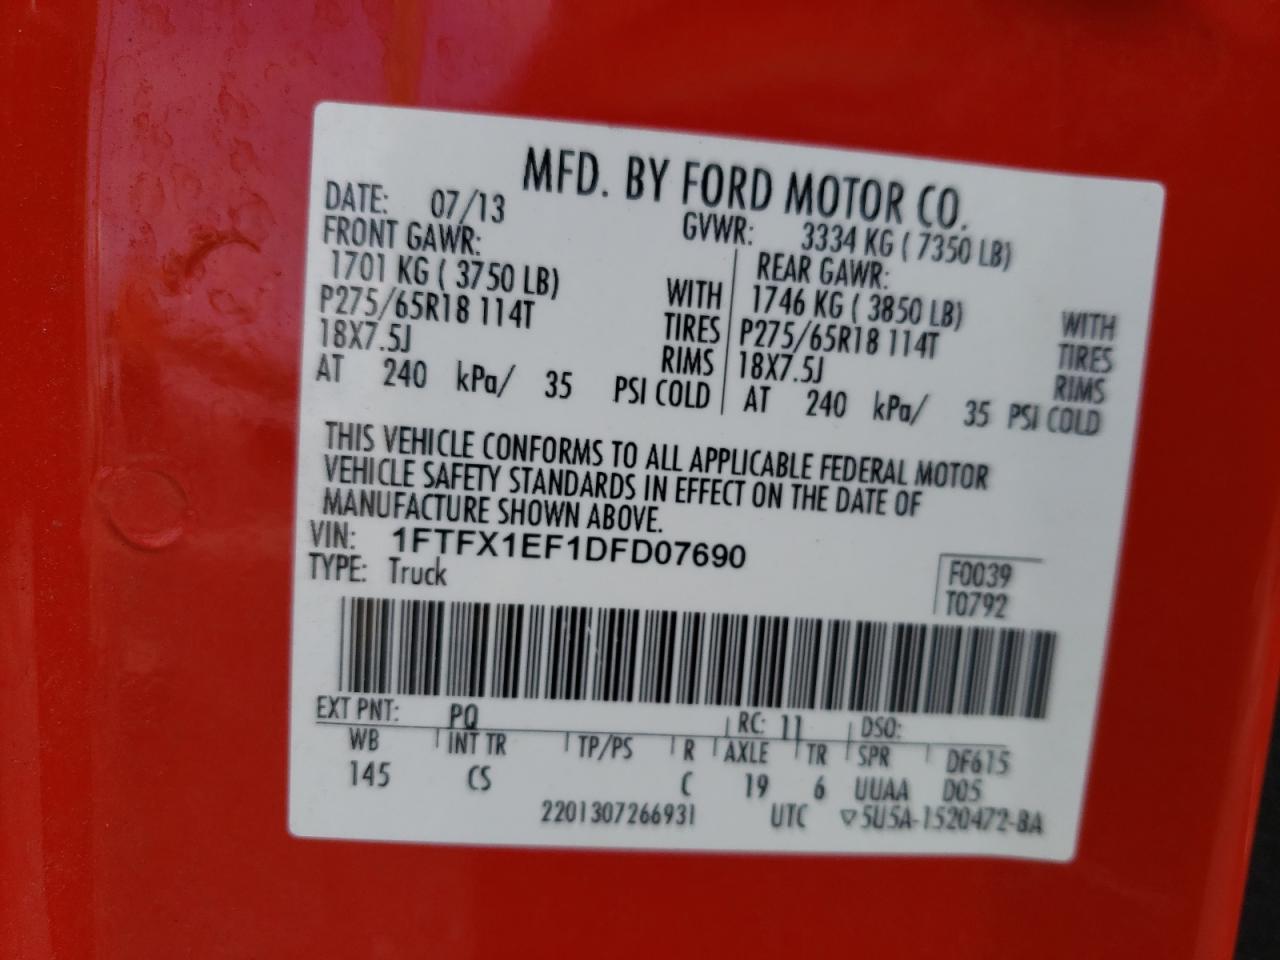 MFD. BY FORD MOTOR CO.
DATE: 07/13 GVWR: 3334 KG ( 7350 LB)
FRONT GAWR: REAR GAWR:
1701 KG ( 3750 LB) WITH 1746 KG ( 3850 LB) WITH
P275/65R18 114T TIRES P275/65R18 114T TIRES
18X7.5J RIMS 18X7.5J RIMS
AT 240 kPa/ 35 PSI COLD AT 240 kPa/ 35 PSI COLD
THIS VEHICLE CONFORMS TO ALL APPLICABLE FEDERAL MOTOR
VEHICLE SAFETY STANDARDS IN EFFECT ON THE DATE OF
MANUFACTURE SHOWN ABOVE.
VIN: 1FTFX1EF1DFD07690
TYPE: Truck F0039
T0792
EXT PNT: PQ RC: 11 DSO:
WB INT TR TP/PS R AXLE TR SPR DF615
145 CS C 19 6 UUAA D05
2201307266931 UTC ▽5U5A-1520472-BA